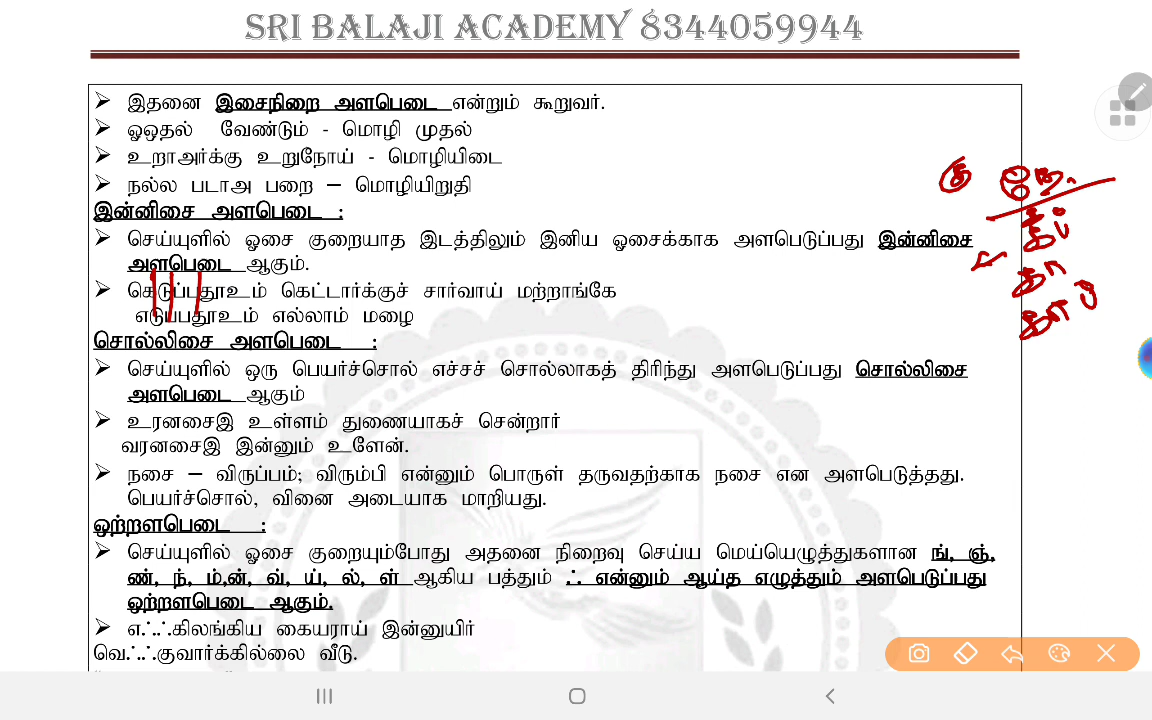 SRI BALAJI ACADEMY 8344059944
➢ இதனை இசைநிறை அளபெடை என்றும் கூறுவர்.
➢ ஓஒதல் வேண்டும் - மொழி முதல்
➢ உறாஅர்க்கு உறுநோய் - மொழியிடை
➢ நல்ல படாஅ பறை – மொழியிறுதி
இன்னிசை அளபெடை :
➢ செய்யுளில் ஓசை குறையாத இடத்திலும் இனிய ஓசைக்காக அளபெடுப்பது இன்னிசை
அளபெடை ஆகும்.
➢ கெடுப்பதூஉம் கெட்டார்க்குச் சார்வாய் மற்றாங்கே
எடுப்பதூஉம் எல்லாம் மழை
சொல்லிசை அளபெடை :
➢ செய்யுளில் ஒரு பெயர்ச்சொல் எச்சச் சொல்லாகத் திரிந்து அளபெடுப்பது சொல்லிசை
அளபெடை ஆகும்
➢ உரனசைஇ உள்ளம் துணையாகச் சென்றார்
வரனசைஇ இன்னும் உளேன்.
➢ நசை – விருப்பம்; விரும்பி என்னும் பொருள் தருவதற்காக நசை என அளபெடுத்தது.
பெயர்ச்சொல், வினை அடையாக மாறியது.
ஒற்றளபெடை :
➢ செய்யுளில் ஓசை குறையும்போது அதனை நிறைவு செய்ய மெய்யெழுத்துகளான ங், ஞ்,
ண், ந், ம்,ன், வ், ய், ல், ள் ஆகிய பத்தும் ஃ என்னும் ஆய்த எழுத்தும் அளபெடுப்பது
ஒற்றளபெடை ஆகும்.
➢ எஃஃகிலங்கிய கையராய் இன்னுயிர்
வெஃஃகுவார்க்கில்லை வீடு.